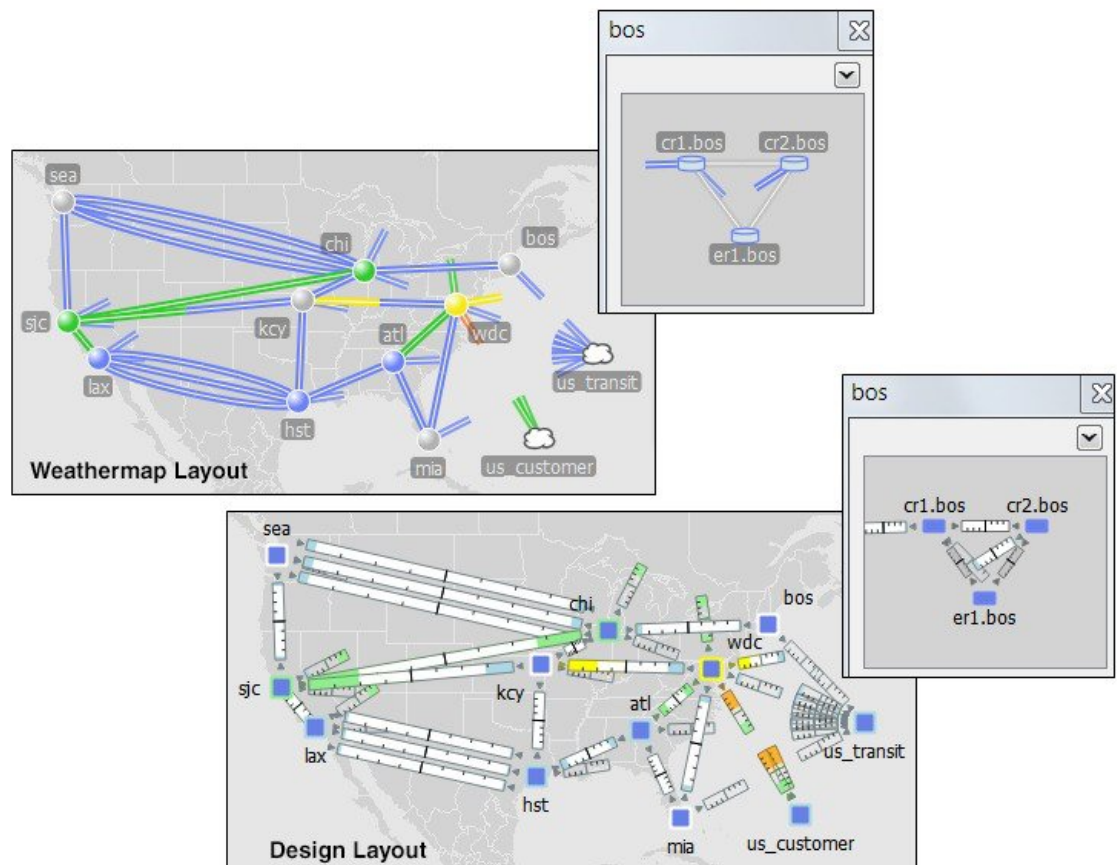 bos
cr1.bos
cr2.bos
er1.bos
sea
chi
bos
sjc
kcy
atl
wdc
lax
us_transit
hst
mia
us_customer
Weathermap Layout
bos
cr1.bos
cr2.bos
er1.bos
sea
chi
bos
wdc
sjc
kcy
atl
lax
us_transit
hst
mia
us_customer
Design Layout